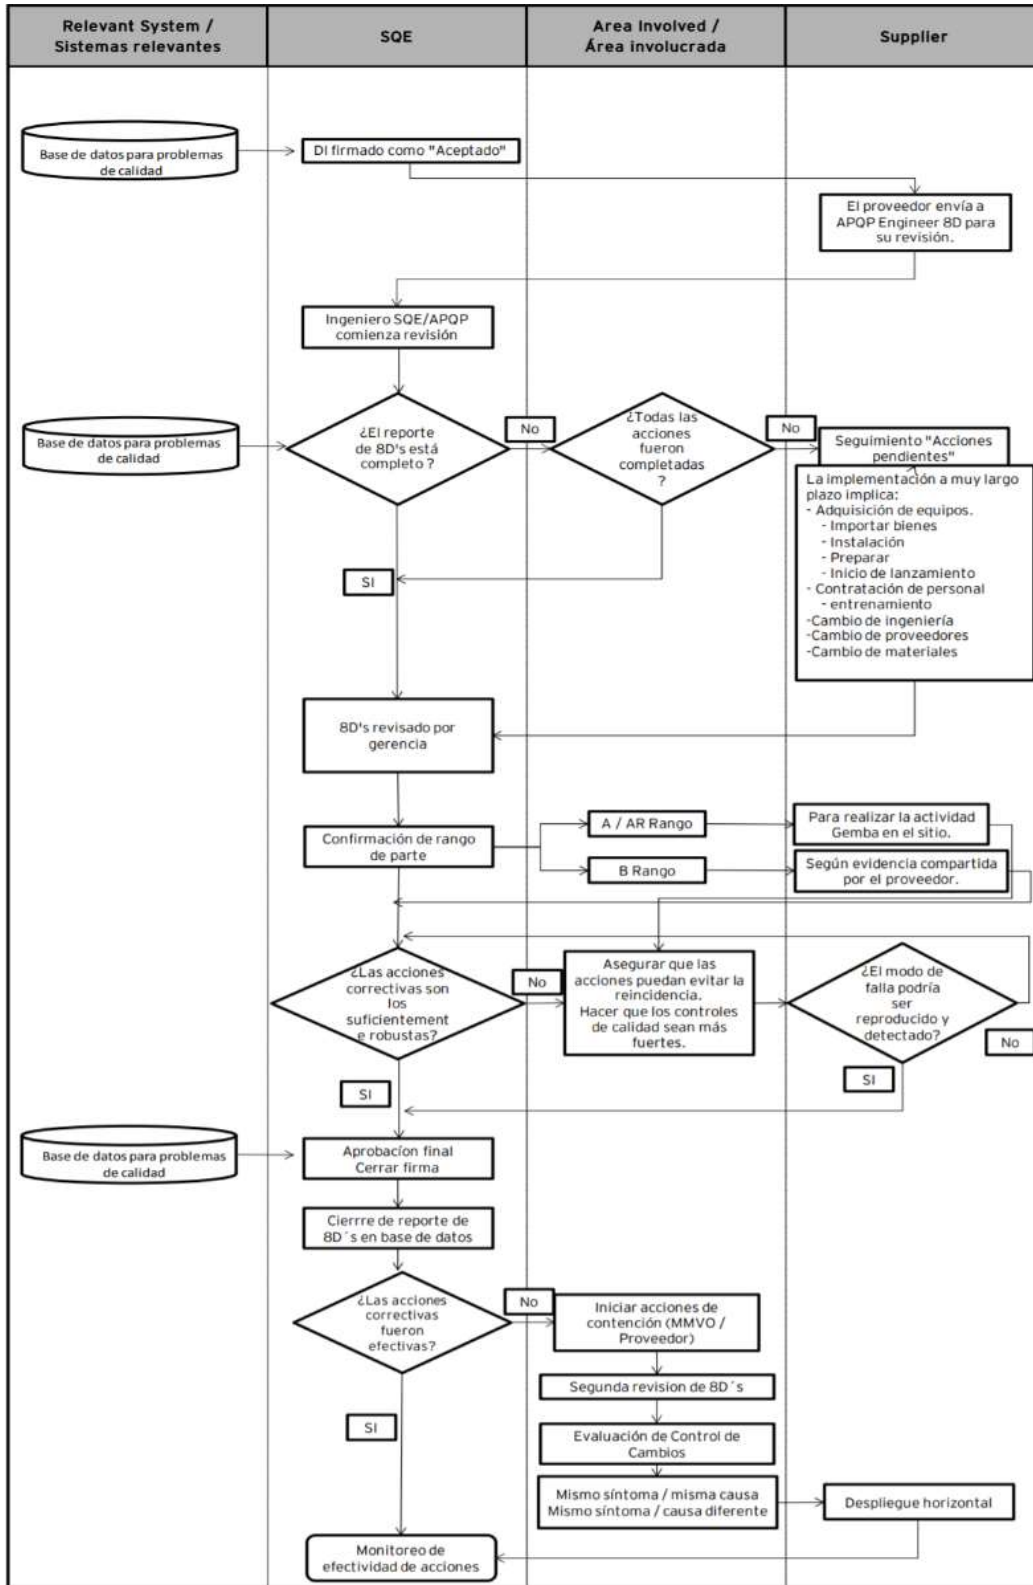 Relevant System /
Sistemas relevantes
SQE
Area Involved /
Área involucrada
Supplier
Base de datos para problemas
de calidad
DI firmado como "Aceptado"
El proveedor envía a
APQP Engineer 8D para
su revisión.
Ingeniero SQE/APQP
comienza revisión
Base de datos para problemas
de calidad
¿El reporte
de 8D's está
completo ?
No
¿Todas las
acciones
fueron
completadas
?
No
Seguimiento "Acciones
pendientes"
La implementación a muy largo
plazo implica:
- Adquisición de equipos.
- Importar bienes
- Instalación
- Preparar
- Inicio de lanzamiento
- Contratación de personal
- entrenamiento
-Cambio de ingeniería
-Cambio de proveedores
-Cambio de materiales
SI
8D's revisado por
gerencia
Confirmación de rango
de parte
A / AR Rango
Para realizar la actividad
Gemba en el sitio.
B Rango
Según evidencia compartida
por el proveedor.
¿Las acciones
correctivas son
los
suficientement
e robustas?
No
Asegurar que las
acciones puedan evitar la
reincidencia.
Hacer que los controles
de calidad sean más
fuertes.
¿El modo de
falla podría
ser
reproducido y
detectado?
No
SI
SI
Base de datos para problemas
de calidad
Aprobacíon final
Cerrar firma
Cierrre de reporte de
8D´s en base de datos
¿Las acciones
correctivas
fueron
efectivas?
No
Iniciar acciones de
contención (MMVO /
Proveedor)
Segunda revision de 8D´s
SI
Evaluación de Control de
Cambios
Mismo síntoma / misma causa
Mismo síntoma / causa diferente
Despliegue horizontal
Monitoreo de
efectividad de acciones